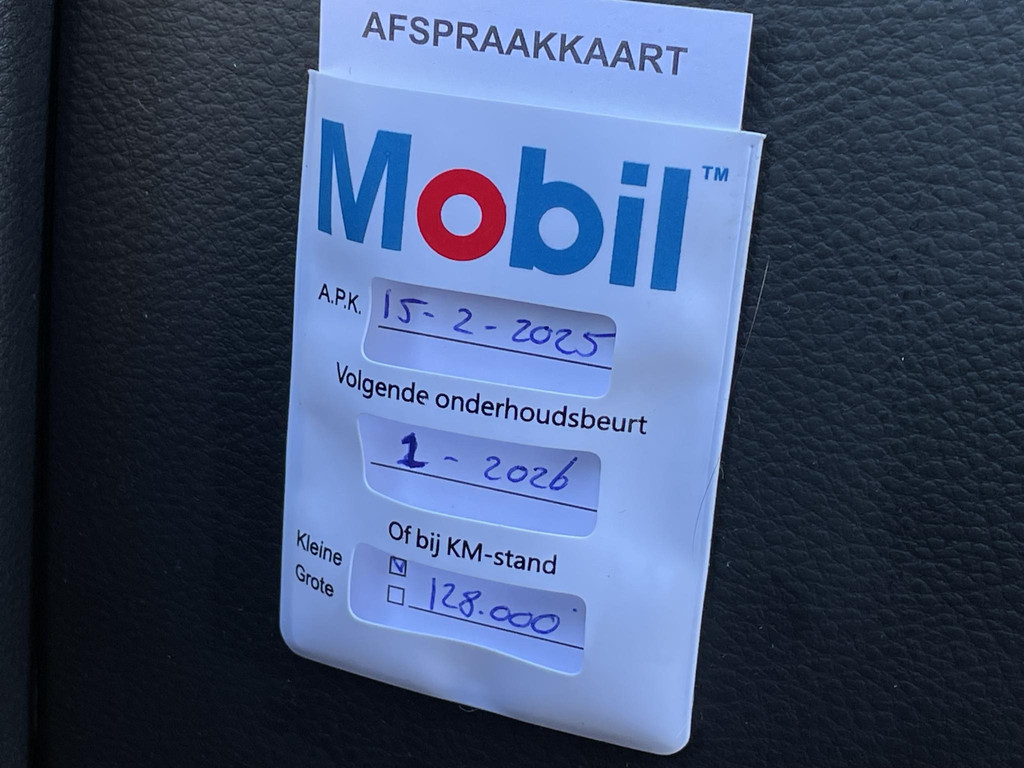 AFSPRAAKKAART
Mobil™
A.P.K. 15-2-2025
Volgende onderhoudsbeurt
1-2026
Of bij KM-stand
Kleine ☑
Grote ☐ 128.000